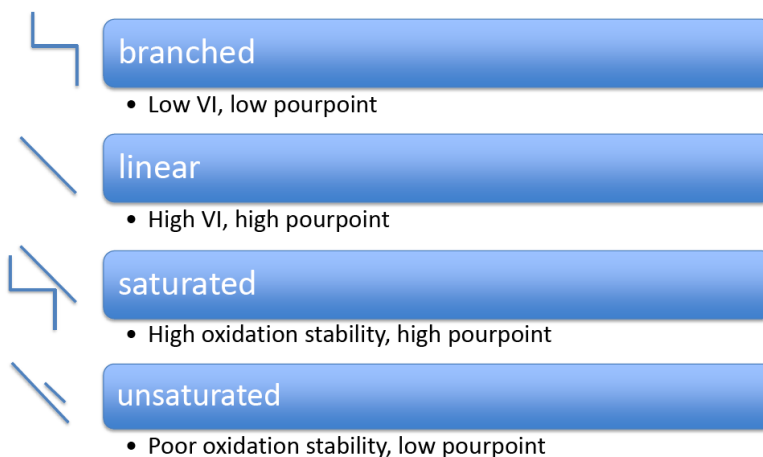 branched
• Low VI, low pourpoint
linear
• High VI, high pourpoint
saturated
• High oxidation stability, high pourpoint
unsaturated
• Poor oxidation stability, low pourpoint